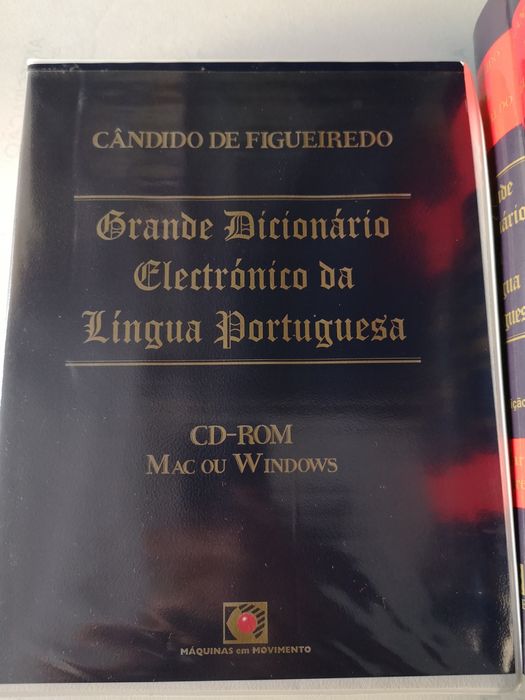 CÂNDIDO DE FIGUEIREDO
Grande Dicionário
Electrónico da
Língua Portuguesa
CD-ROM
MAC OU WINDOWS
MÁQUINAS em MOVIMENTO